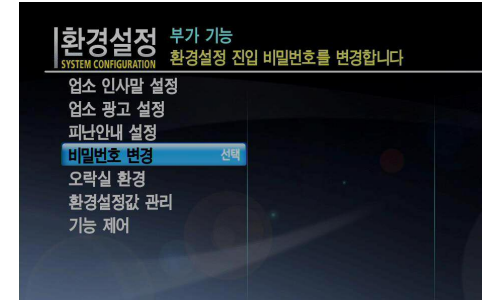 환경설정 부가 기능
SYSTEM CONFIGURATION 환경설정 진입 비밀번호를 변경합니다
업소 인사말 설정
업소 광고 설정
피난안내 설정
비밀번호 변경 선택
오락실 환경
환경설정값 관리
기능 제어